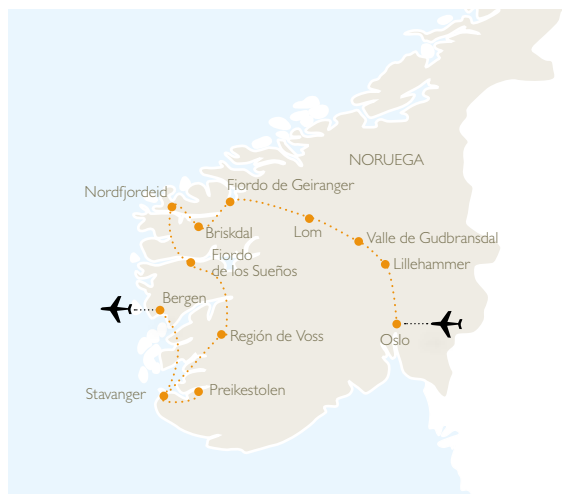 NORUEGA
Fiordo de Geiranger
Nordfjordeid
Briskdal
Lom
Valle de Gudbransdal
Fiordo
de los Sueños
Lillehammer
Bergen
Región de Voss
Oslo
Stavanger
Preikestolen